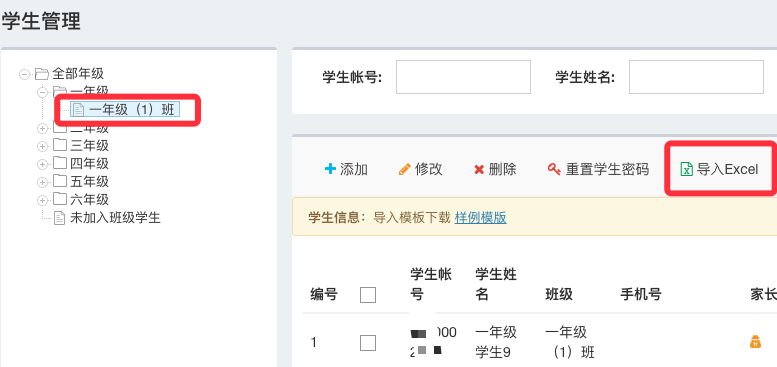 学生管理
全部年级
一年级
一年级（1）班
二年级
三年级
四年级
五年级
六年级
未加入班级学生
学生帐号:
学生姓名:
添加
修改
删除
重置学生密码
导入Excel
学生信息：导入模板下载 样例模版
编号
学生帐号
学生姓名
班级
手机号
家长
1
000
2
一年级
学生9
一年级
（1）班